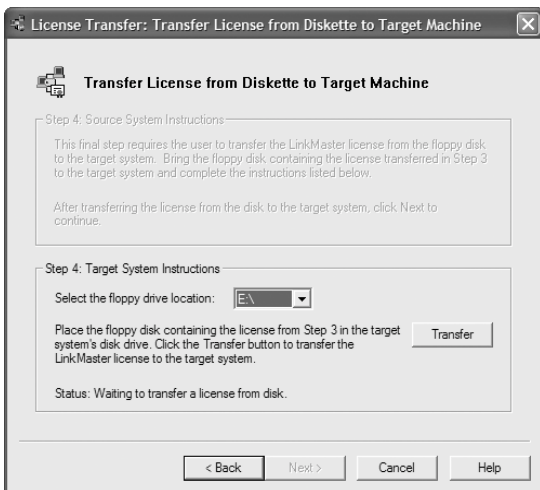 License Transfer: Transfer License from Diskette to Target Machine
Transfer License from Diskette to Target Machine
Step 4: Source System Instructions
This final step requires the user to transfer the LinkMaster license from the floppy disk
to the target system. Bring the floppy disk containing the license transferred in Step 3
to the target system and complete the instructions listed below.
After transferring the license from the disk to the target system, click Next to
continue.
Step 4: Target System Instructions
Select the floppy drive location: E:\
Place the floppy disk containing the license from Step 3 in the target
system's disk drive. Click the Transfer button to transfer the
LinkMaster license to the target system.
Transfer
Status: Waiting to transfer a license from disk.
< Back Next > Cancel Help